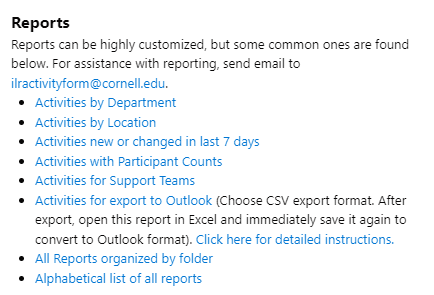 Reports
Reports can be highly customized, but some common ones are found
below. For assistance with reporting, send email to
ilractivityform@cornell.edu.
• Activities by Department
• Activities by Location
• Activities new or changed in last 7 days
• Activities with Participant Counts
• Activities for Support Teams
• Activities for export to Outlook (Choose CSV export format. After
export, open this report in Excel and immediately save it again to
convert to Outlook format). Click here for detailed instructions.
• All Reports organized by folder
• Alphabetical list of all reports